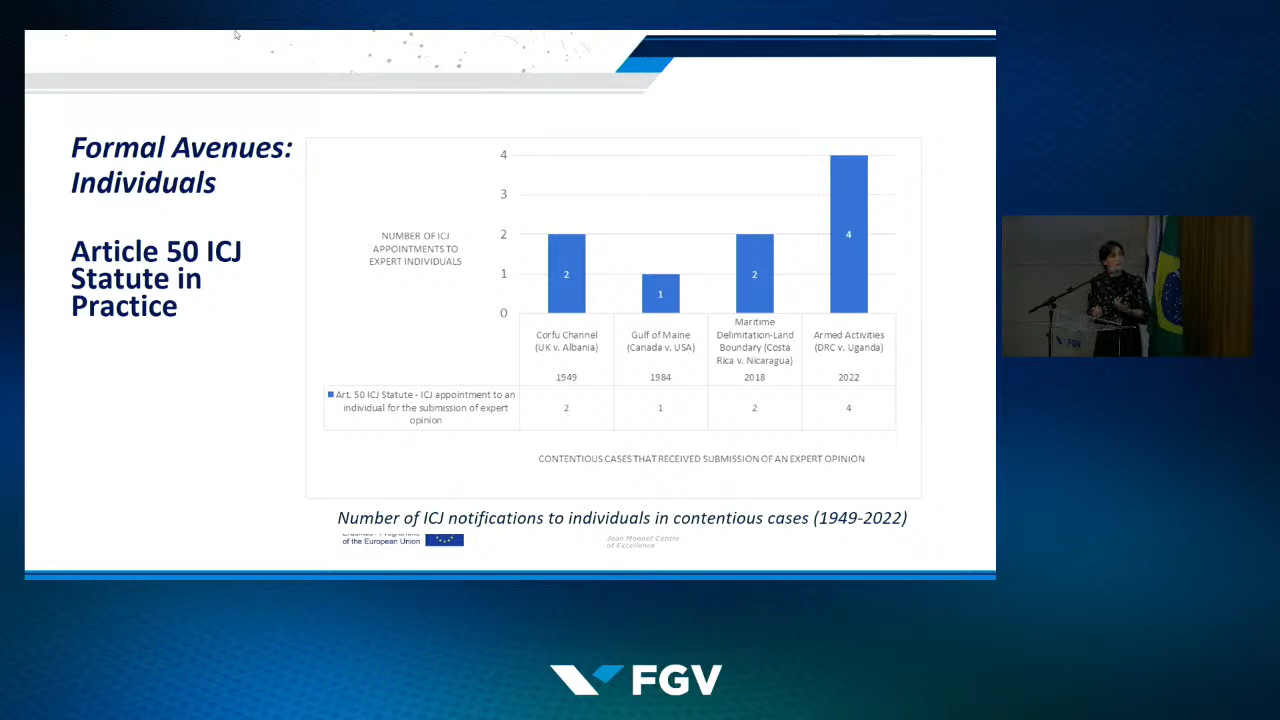 Formal Avenues:
Individuals
Article 50 ICJ
Statute in
Practice
NUMBER OF ICJ
APPOINTMENTS TO
EXPERT INDIVIDUALS
4
3
2
1
0
2
1
2
4
Corfu Channel
(UK v. Albania)
1949
Gulf of Maine
(Canada v. USA)
1984
Maritime
Delimitation-Land
Boundary (Costa
Rica v. Nicaragua)
2018
Armed Activities
(DRC v. Uganda)
2022
Art. 50 ICJ Statute - ICJ appointment to an
individual for the submission of expert
opinion
2
1
2
4
CONTENTIOUS CASES THAT RECEIVED SUBMISSION OF AN EXPERT OPINION
Number of ICJ notifications to individuals in contentious cases (1949-2022)
Erasmus+ Programme
of the European Union
Jean Monnet Centre
of Excellence
FGV
FGV